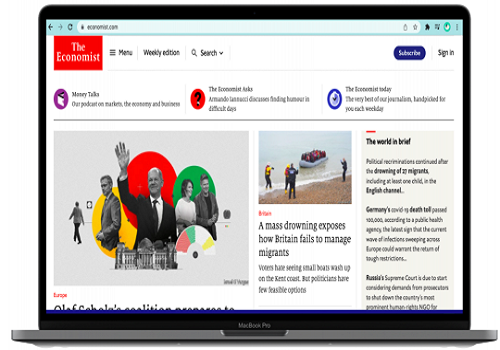 economist.com
The
Economist
Menu
Weekly edition
Search
Subscribe
Sign in
Money Talks
Our podcast on markets, the economy and business
The Economist Asks
Armando Iannucci discusses finding humour in
difficult days
The Economist today
The very best of our journalism, handpicked for
you each weekday
Europe
Olaf Scholz's coalition prepares to
Britain
A mass drowning exposes
how Britain fails to manage
migrants
Voters hate seeing small boats wash up
on the Kent coast. But politicians have
few feasible options
The world in brief
Political recriminations continued after
the drowning of 27 migrants,
including at least one child, in the
English channel...
Germany's covid-19 death toll passed
100,000, according to a public health
agency, the latest sign that the current
wave of infections sweeping across
Europe could warrant the return of
tough restrictions...
Russia's Supreme Court is due to start
considering demands from prosecutors
to shut down the country's most
prominent human rights NGO for
MacBook Pro